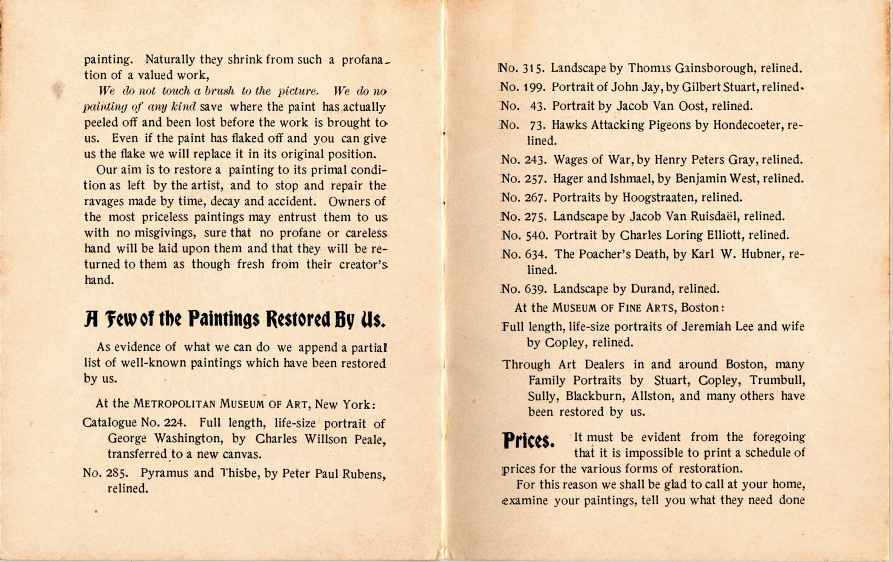 painting. Naturally they shrink from such a profana-
tion of a valued work,
We do not touch a brush to the picture. We do no
painting of any kind save where the paint has actually
peeled off and been lost before the work is brought to
us. Even if the paint has flaked off and you can give
us the flake we will replace it in its original position.
Our aim is to restore a painting to its primal condi-
tion as left by the artist, and to stop and repair the
ravages made by time, decay and accident. Owners of
the most priceless paintings may entrust them to us
with no misgivings, sure that no profane or careless
hand will be laid upon them and that they will be re-
turned to them as though fresh from their creator's
hand.
A Few of the Paintings Restored By Us.
As evidence of what we can do we append a partial
list of well-known paintings which have been restored
by us.
At the METROPOLITAN MUSEUM OF ART, New York:
Catalogue No. 224. Full length, life-size portrait of
George Washington, by Charles Willson Peale,
transferred to a new canvas.
No. 285. Pyramus and Thisbe, by Peter Paul Rubens,
relined.
No. 315. Landscape by Thomas Gainsborough, relined.
No. 199. Portrait of John Jay, by Gilbert Stuart, relined.
No. 43. Portrait by Jacob Van Oost, relined.
No. 73. Hawks Attacking Pigeons by Hondecoeter, re-
lined.
No. 243. Wages of War, by Henry Peters Gray, relined.
No. 257. Hager and Ishmael, by Benjamin West, relined.
No. 267. Portraits by Hoogstraaten, relined.
No. 275. Landscape by Jacob Van Ruisdaël, relined.
No. 540. Portrait by Charles Loring Elliott, relined.
No. 634. The Poacher's Death, by Karl W. Hubner, re-
lined.
No. 639. Landscape by Durand, relined.
At the MUSEUM OF FINE ARTS, Boston:
Full length, life-size portraits of Jeremiah Lee and wife
by Copley, relined.
Through Art Dealers in and around Boston, many
Family Portraits by Stuart, Copley, Trumbull,
Sully, Blackburn, Allston, and many others have
been restored by us.
Prices. It must be evident from the foregoing
that it is impossible to print a schedule of
prices for the various forms of restoration.
For this reason we shall be glad to call at your home,
examine your paintings, tell you what they need done